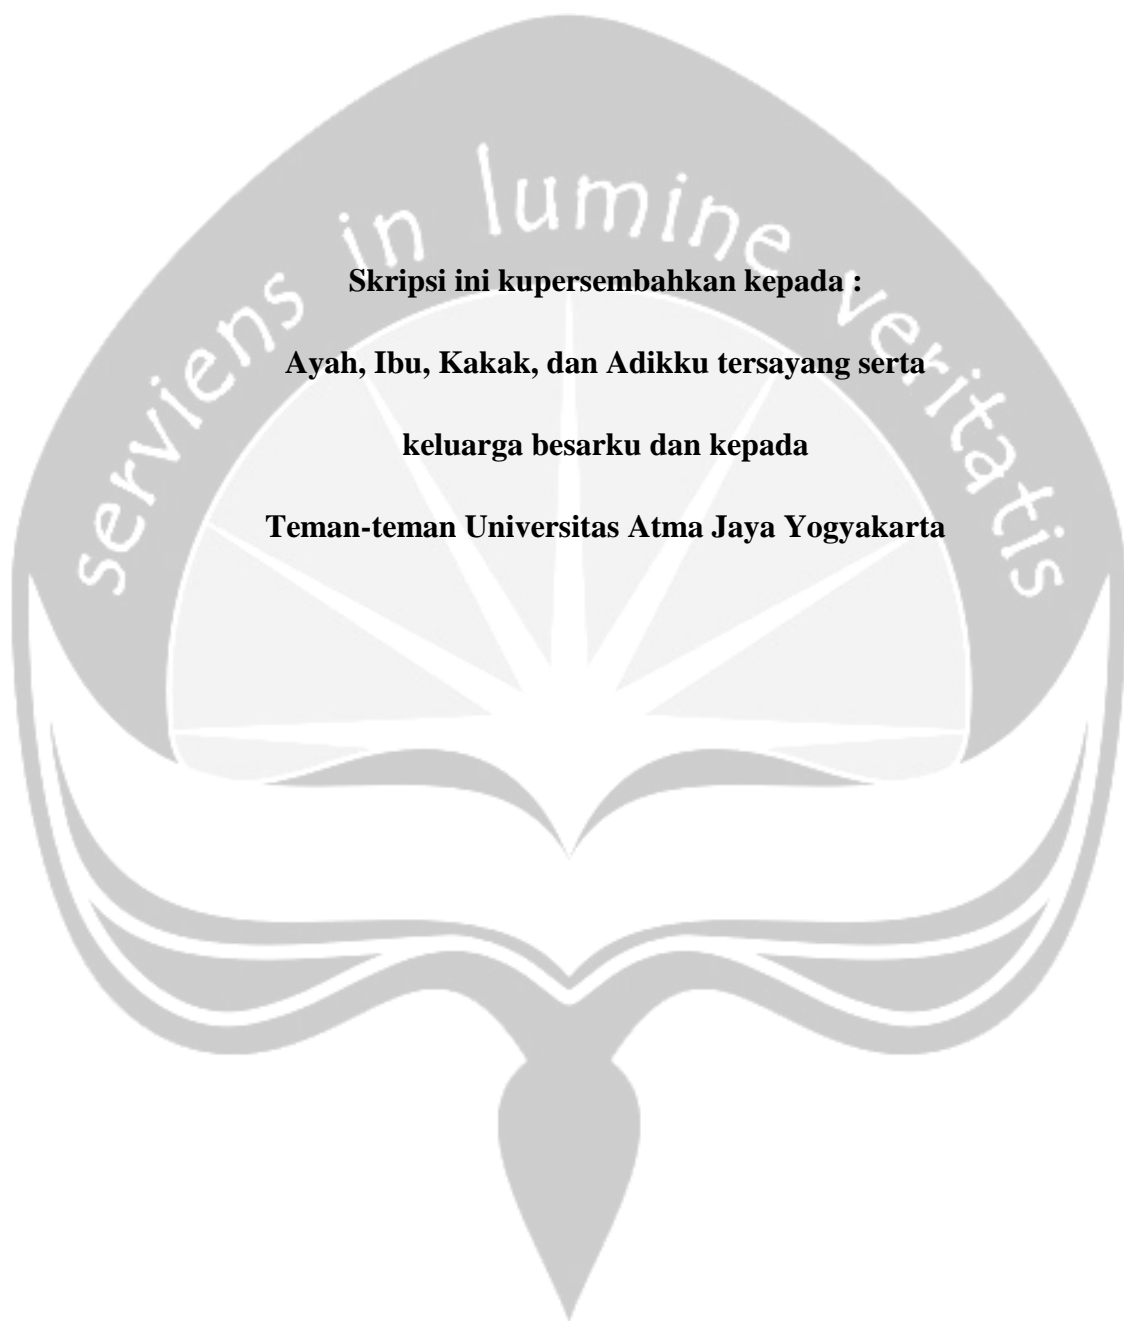 serviens in lumine veritatis
Skripsi ini kupersembahkan kepada :
Ayah, Ibu, Kakak, dan Adikku tersayang serta
keluarga besarku dan kepada
Teman-teman Universitas Atma Jaya Yogyakarta